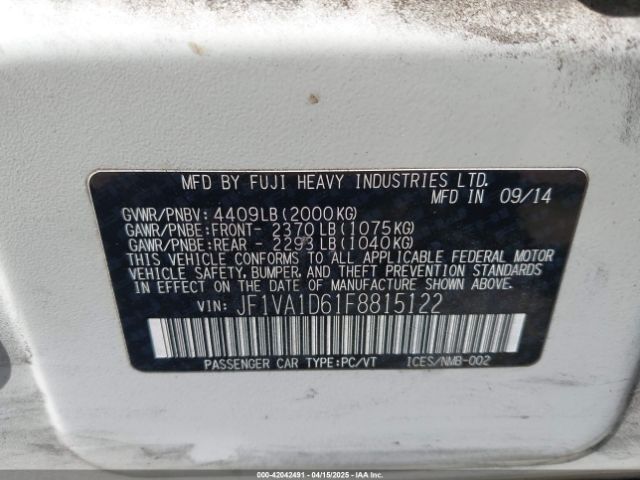 MFD BY FUJI HEAVY INDUSTRIES LTD.
MFD IN 09/14
GVWR/PNBV: 4409LB(2000KG)
GAWR/PNBE:FRONT- 2370LB(1075KG)
GAWR/PNBE:REAR - 2293LB(1040KG)
THIS VEHICLE CONFORMS TO ALL APPLICABLE FEDERAL MOTOR
VEHICLE SAFETY, BUMPER, AND THEFT PREVENTION STANDARDS
IN EFFECT ON THE DATE OF MANUFACTURE SHOWN ABOVE.
VIN: JF1VA1D61F8815122
PASSENGER CAR TYPE:PC/VT ICES/NMB-002
000-42042491 - 04/15/2025 - COPYRIGHT IAA, LLC.